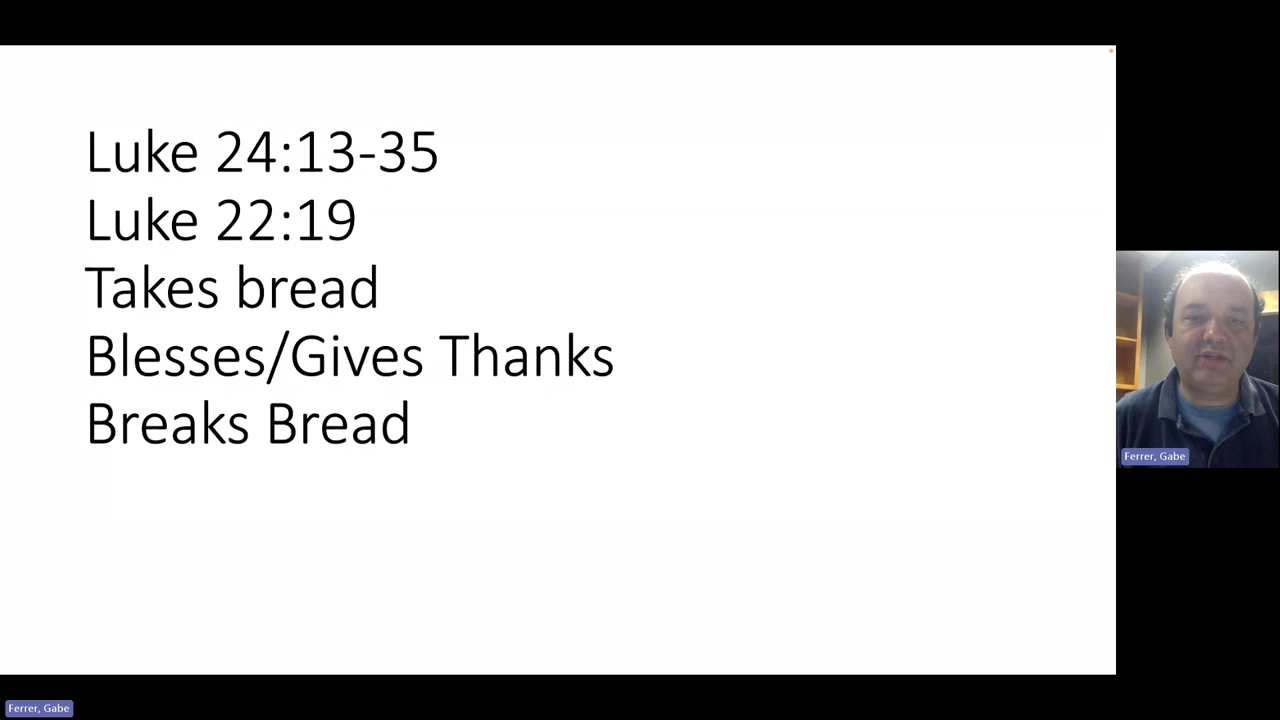 Luke 24:13-35
Luke 22:19
Takes bread
Blesses/Gives Thanks
Breaks Bread
Ferrer, Gabe
Ferrer, Gabe